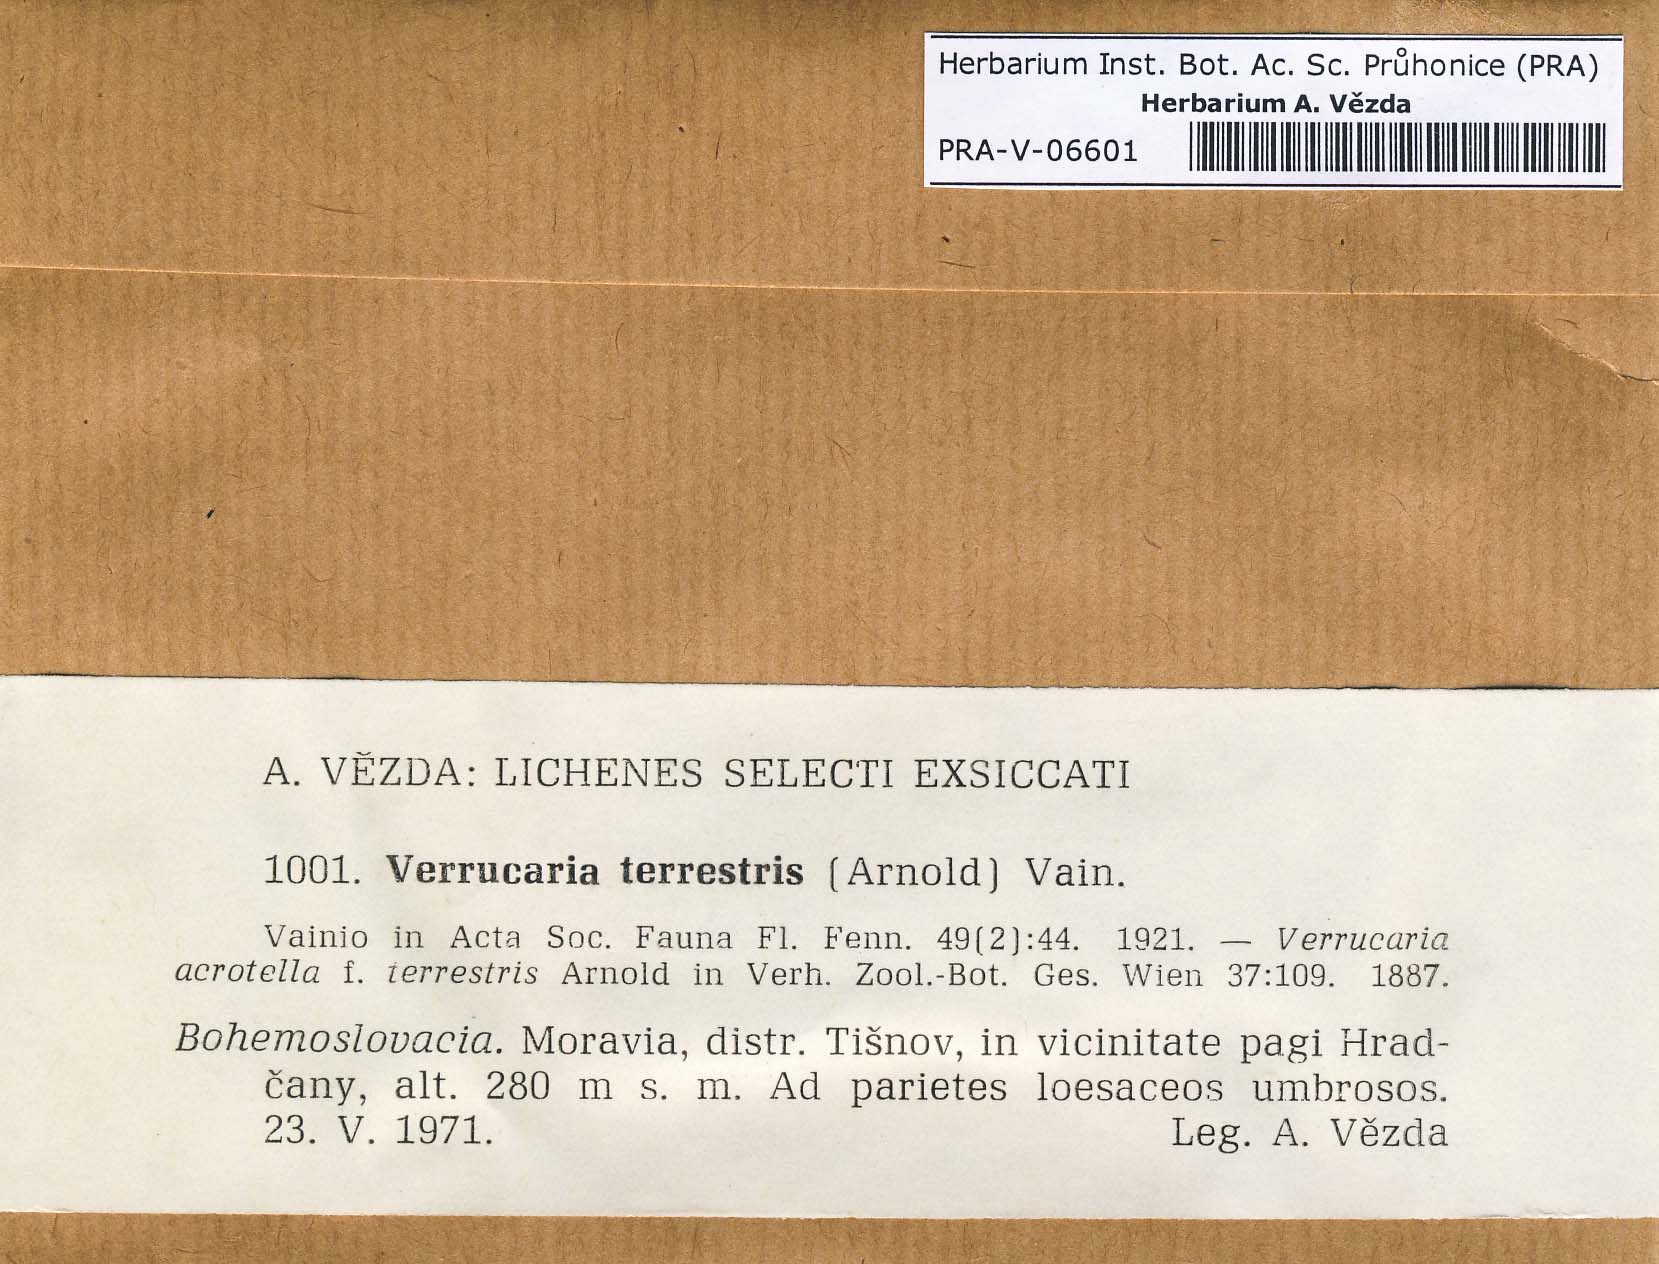 Herbarium Inst. Bot. Ac. Sc. Průhonice (PRA)
Herbarium A. Vězda
PRA-V-06601
A. VĚZDA: LICHENES SELECTI EXSICCATI
1001. Verrucaria terrestris (Arnold) Vain.
Vainio in Acta Soc. Fauna Fl. Fenn. 49(2):44. 1921. — Verrucaria
acrotella f. terrestris Arnold in Verh. Zool.-Bot. Ges. Wien 37:109. 1887.
Bohemoslovacia. Moravia, distr. Tišnov, in vicinitate pagi Hrad-
čany, alt. 280 m s. m. Ad parietes loesaceos umbrosos.
23. V. 1971. Leg. A. Vězda